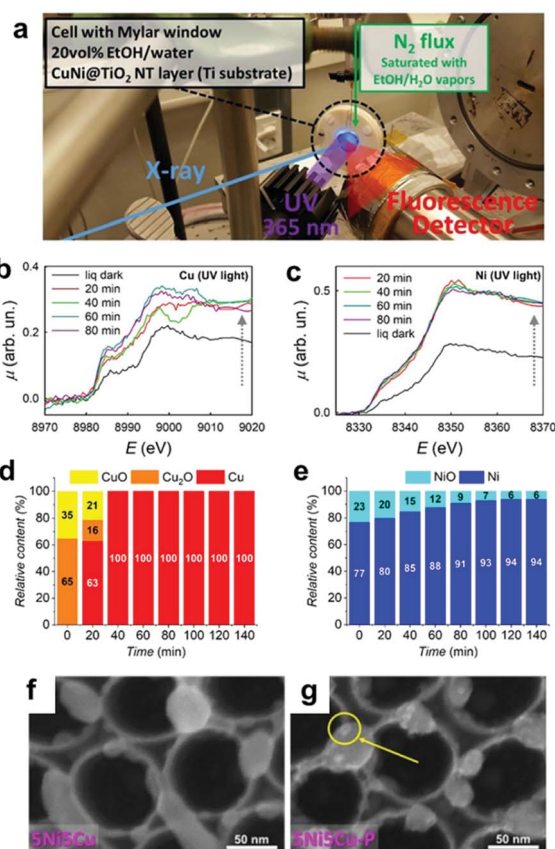 a
Cell with Mylar window
20vol% EtOH/water
CuNi@TiO2 NT layer (Ti substrate)
N2 flux
Saturated with
EtOH/H2O vapors
X-ray
UV
365 nm
Fluorescence
Detector
b
Cu (UV light)
liq dark
20 min
40 min
60 min
80 min
0.4
0.2
0.0
μ (arb. un.)
8970 8980 8990 9000 9010 9020
E (eV)
c
Ni (UV light)
20 min
40 min
60 min
80 min
liq dark
0.5
0.0
μ (arb. un.)
8330 8340 8350 8360 8370
E (eV)
d
CuO Cu2O Cu
100
80
60
40
20
0
Relative content (%)
35 21
16
65 63 100 100 100 100 100 100
0 20 40 60 80 100 120 140
Time (min)
e
NiO Ni
100
80
60
40
20
0
Relative content (%)
23 20 15 12 9 7 6 6
77 80 85 88 91 93 94 94
0 20 40 60 80 100 120 140
Time (min)
f
5Ni5Cu
50 nm
g
5Ni5Cu-P
50 nm